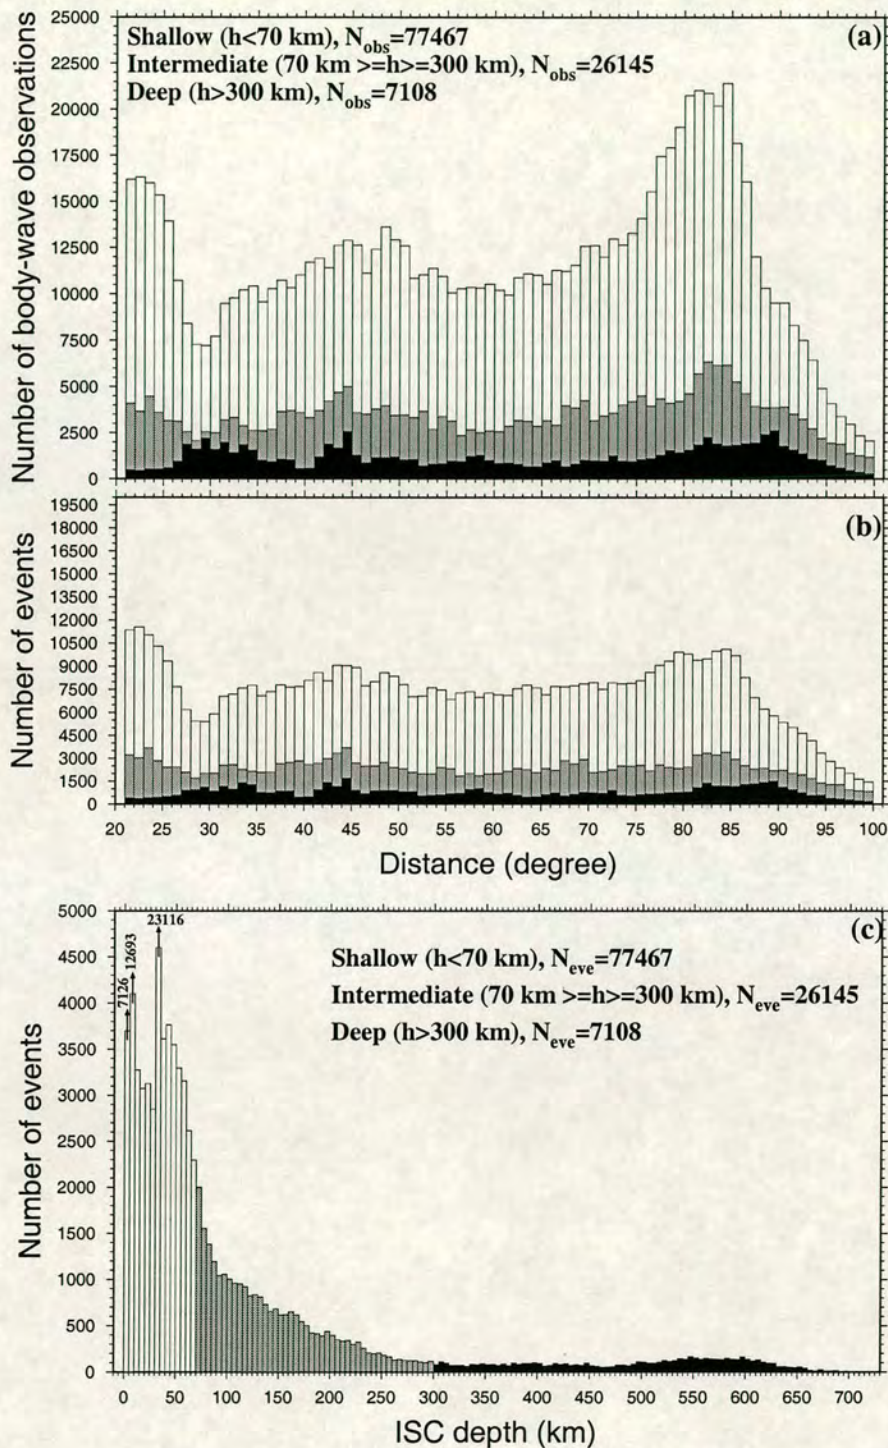 (a)
Shallow (h<70 km), Nobs=77467
Intermediate (70 km >=h>=300 km), Nobs=26145
Deep (h>300 km), Nobs=7108
Number of body-wave observations
25000
22500
20000
17500
15000
12500
10000
7500
5000
2500
0
(b)
Number of events
19500
18000
16500
15000
13500
12000
10500
9000
7500
6000
4500
3000
1500
0
20 25 30 35 40 45 50 55 60 65 70 75 80 85 90 95 100
Distance (degree)
(c)
7126
12693
23116
Shallow (h<70 km), Neve=77467
Intermediate (70 km >=h>=300 km), Neve=26145
Deep (h>300 km), Neve=7108
Number of events
5000
4500
4000
3500
3000
2500
2000
1500
1000
500
0
0 50 100 150 200 250 300 350 400 450 500 550 600 650 700
ISC depth (km)